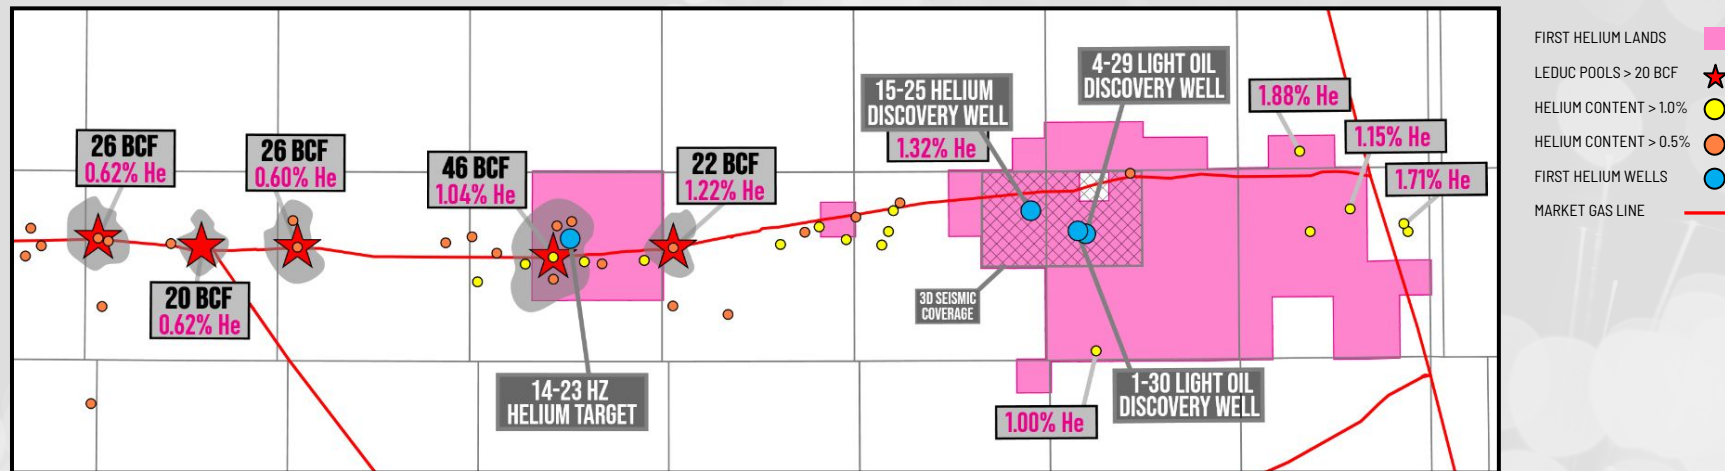 26 BCF
0.62% He
26 BCF
0.60% He
20 BCF
0.62% He
46 BCF
1.04% He
22 BCF
1.22% He
14-23 HZ
HELIUM TARGET
15-25 HELIUM
DISCOVERY WELL
1.32% He
4-29 LIGHT OIL
DISCOVERY WELL
1.88% He
1.15% He
1.71% He
3D SEISMIC
COVERAGE
1.00% He
1-30 LIGHT OIL
DISCOVERY WELL
FIRST HELIUM LANDS
LEDUC POOLS > 20 BCF
HELIUM CONTENT > 1.0%
HELIUM CONTENT > 0.5%
FIRST HELIUM WELLS
MARKET GAS LINE